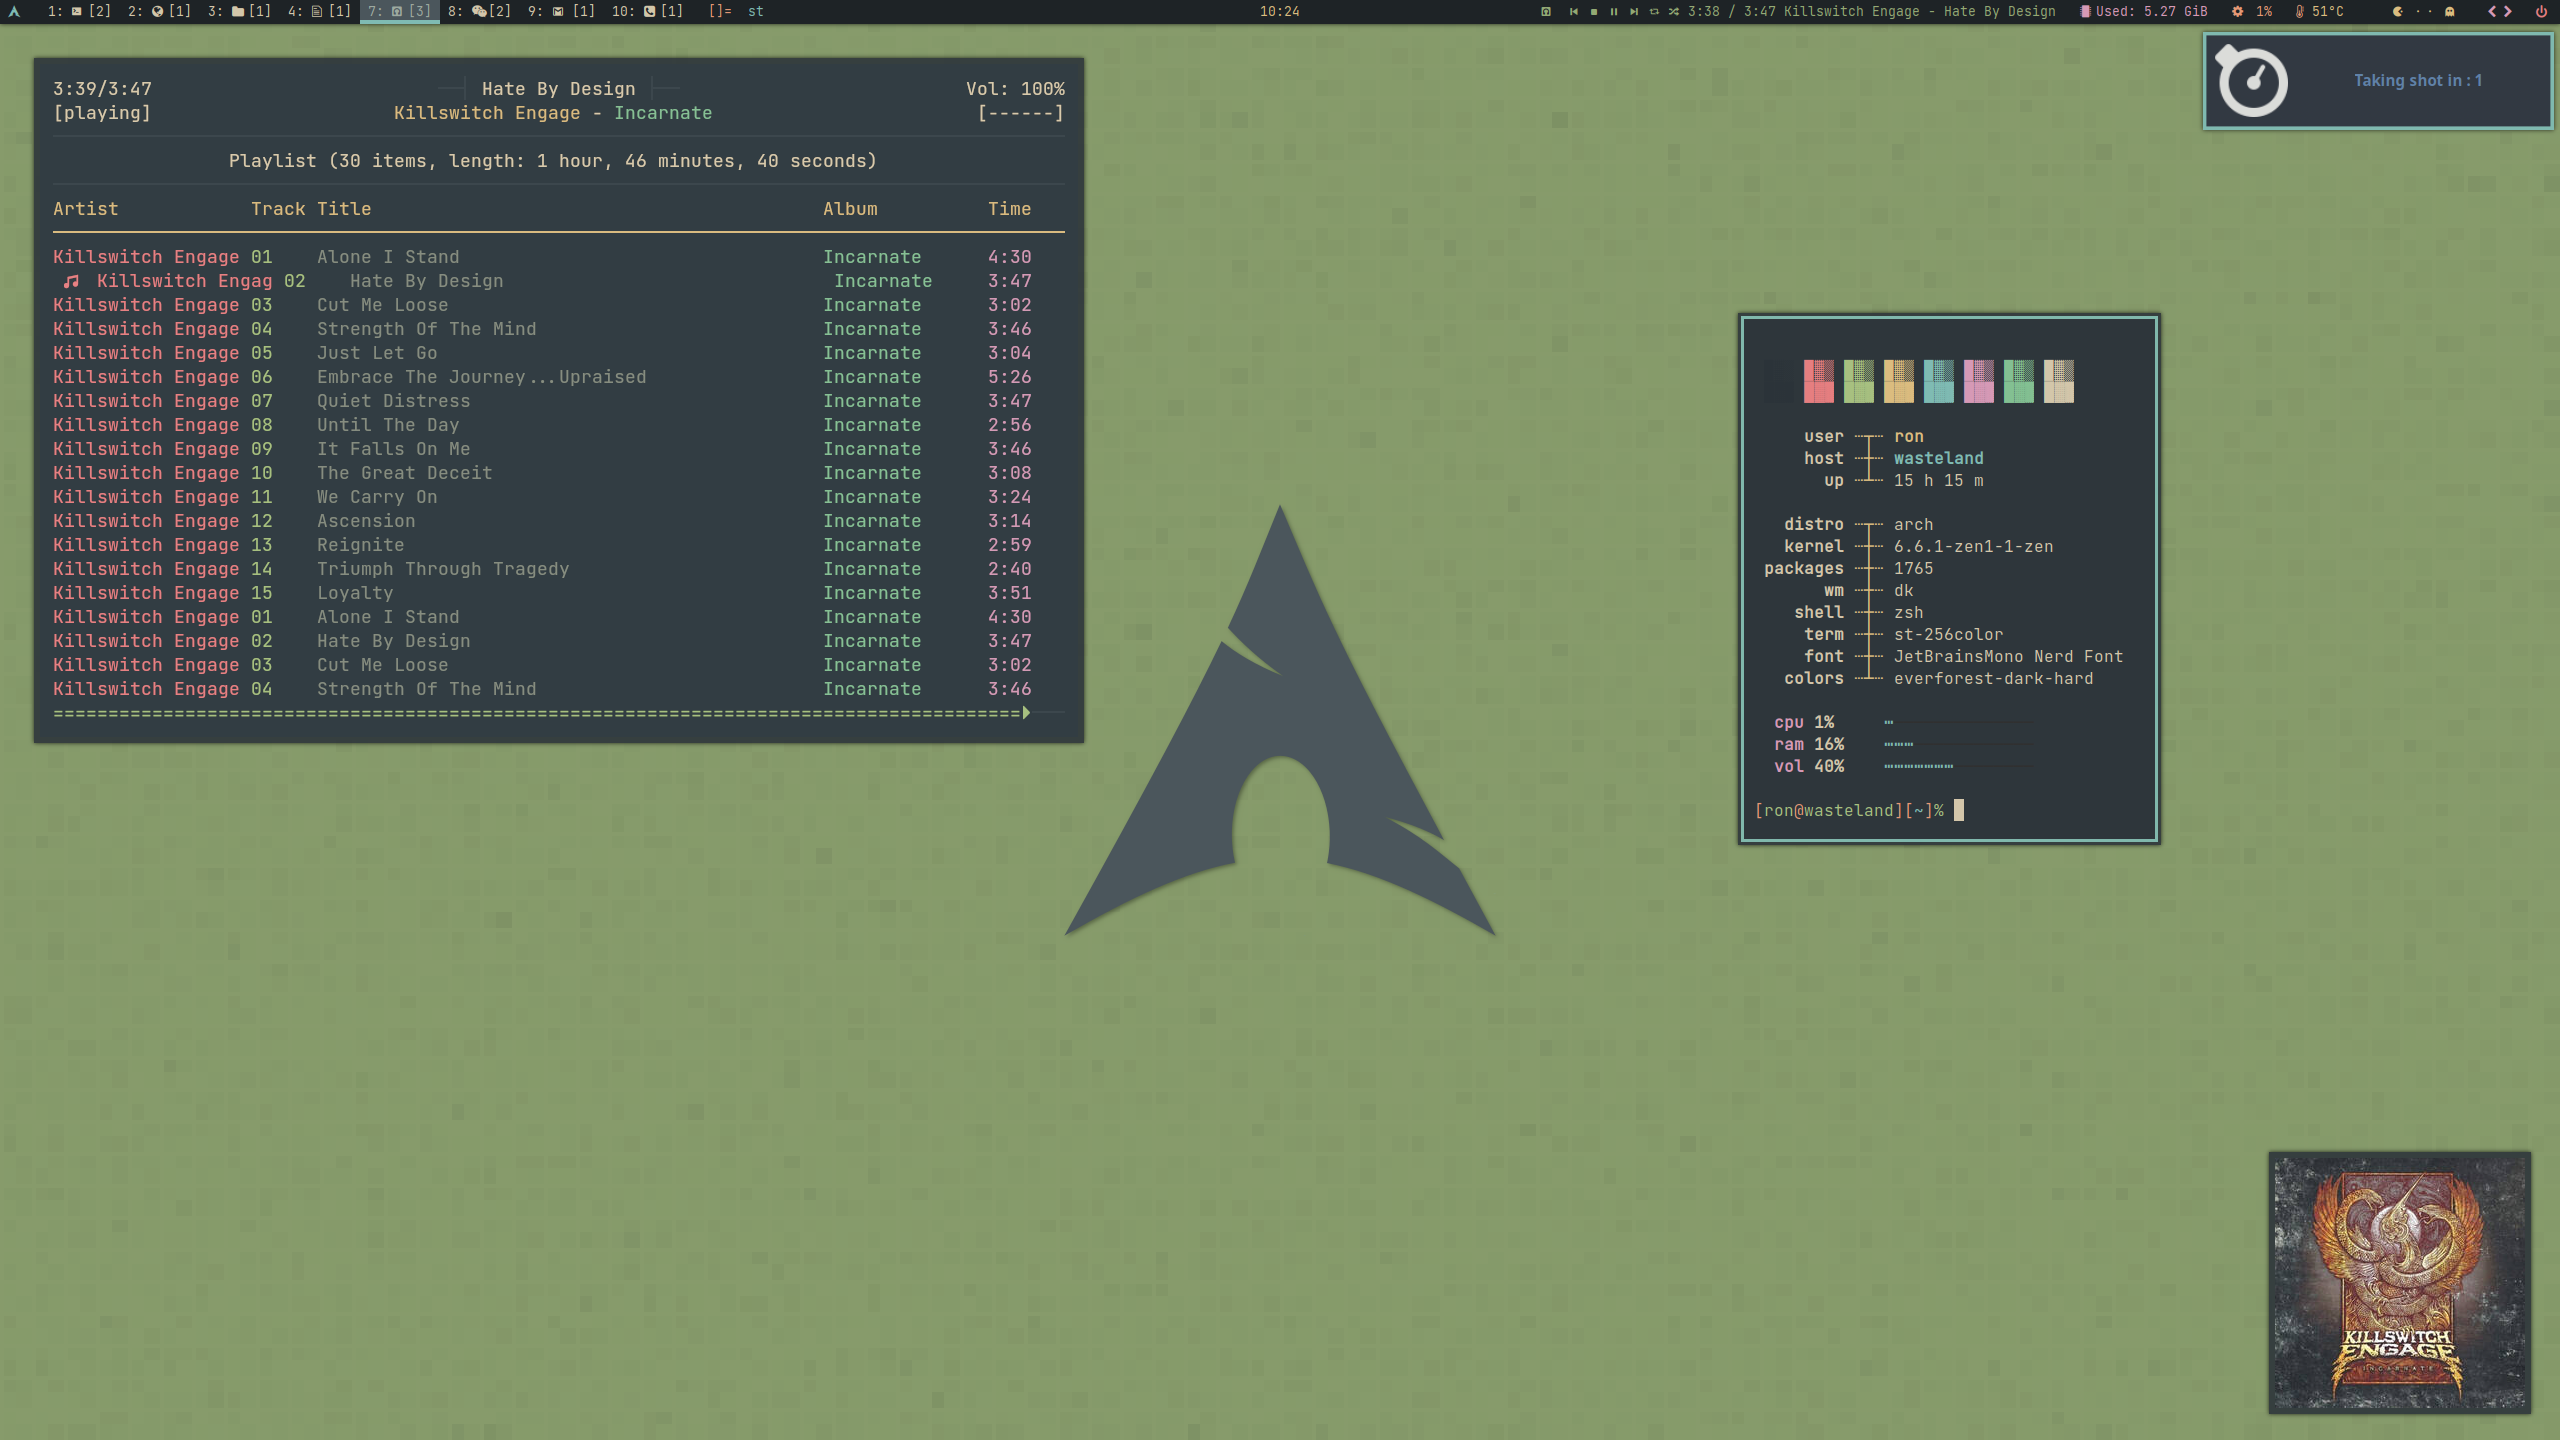 1: [2] 2: [1] 3: [1] 4: [1] 7: [3] 8: [2] 9: [1] 10: [1] []= st
10:24
3:38 / 3:47 Killswitch Engage - Hate By Design Used: 5.27 GiB 1% 51°C
Taking shot in : 1
3:39/3:47 Hate By Design Vol: 100%
[playing] Killswitch Engage - Incarnate [------]
Playlist (30 items, length: 1 hour, 46 minutes, 40 seconds)
Artist Track Title Album Time
Killswitch Engage 01 Alone I Stand Incarnate 4:30
Killswitch Engag 02 Hate By Design Incarnate 3:47
Killswitch Engage 03 Cut Me Loose Incarnate 3:02
Killswitch Engage 04 Strength Of The Mind Incarnate 3:46
Killswitch Engage 05 Just Let Go Incarnate 3:04
Killswitch Engage 06 Embrace The Journey...Upraised Incarnate 5:26
Killswitch Engage 07 Quiet Distress Incarnate 3:47
Killswitch Engage 08 Until The Day Incarnate 2:56
Killswitch Engage 09 It Falls On Me Incarnate 3:46
Killswitch Engage 10 The Great Deceit Incarnate 3:08
Killswitch Engage 11 We Carry On Incarnate 3:24
Killswitch Engage 12 Ascension Incarnate 3:14
Killswitch Engage 13 Reignite Incarnate 2:59
Killswitch Engage 14 Triumph Through Tragedy Incarnate 2:40
Killswitch Engage 15 Loyalty Incarnate 3:51
Killswitch Engage 01 Alone I Stand Incarnate 4:30
Killswitch Engage 02 Hate By Design Incarnate 3:47
Killswitch Engage 03 Cut Me Loose Incarnate 3:02
Killswitch Engage 04 Strength Of The Mind Incarnate 3:46
user ron
host wasteland
up 15 h 15 m
distro arch
kernel 6.6.1-zen1-1-zen
packages 1765
wm dk
shell zsh
term st-256color
font JetBrainsMono Nerd Font
colors everforest-dark-hard
cpu 1%
ram 16%
vol 40%
[ron@wasteland][~]%
KILLSWITCH
ENGAGE
INCARNATE